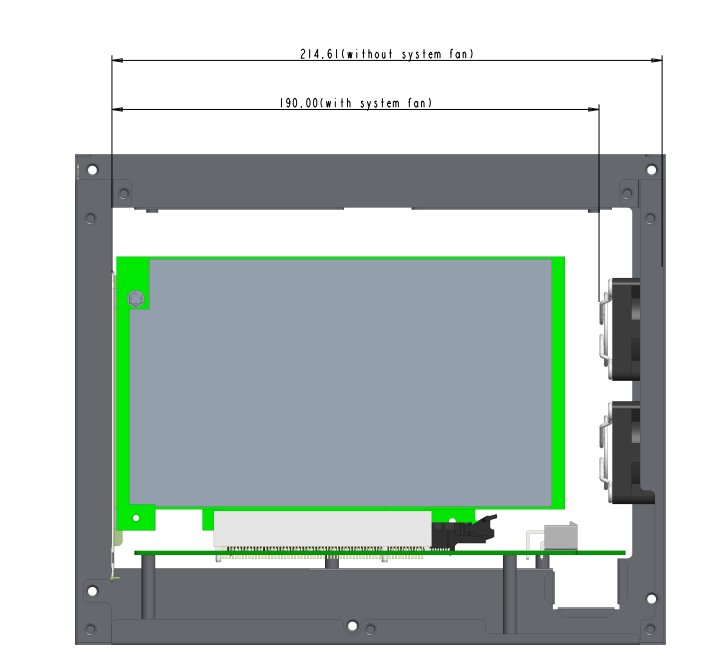 214.61(without system fan)
190.00(with system fan)